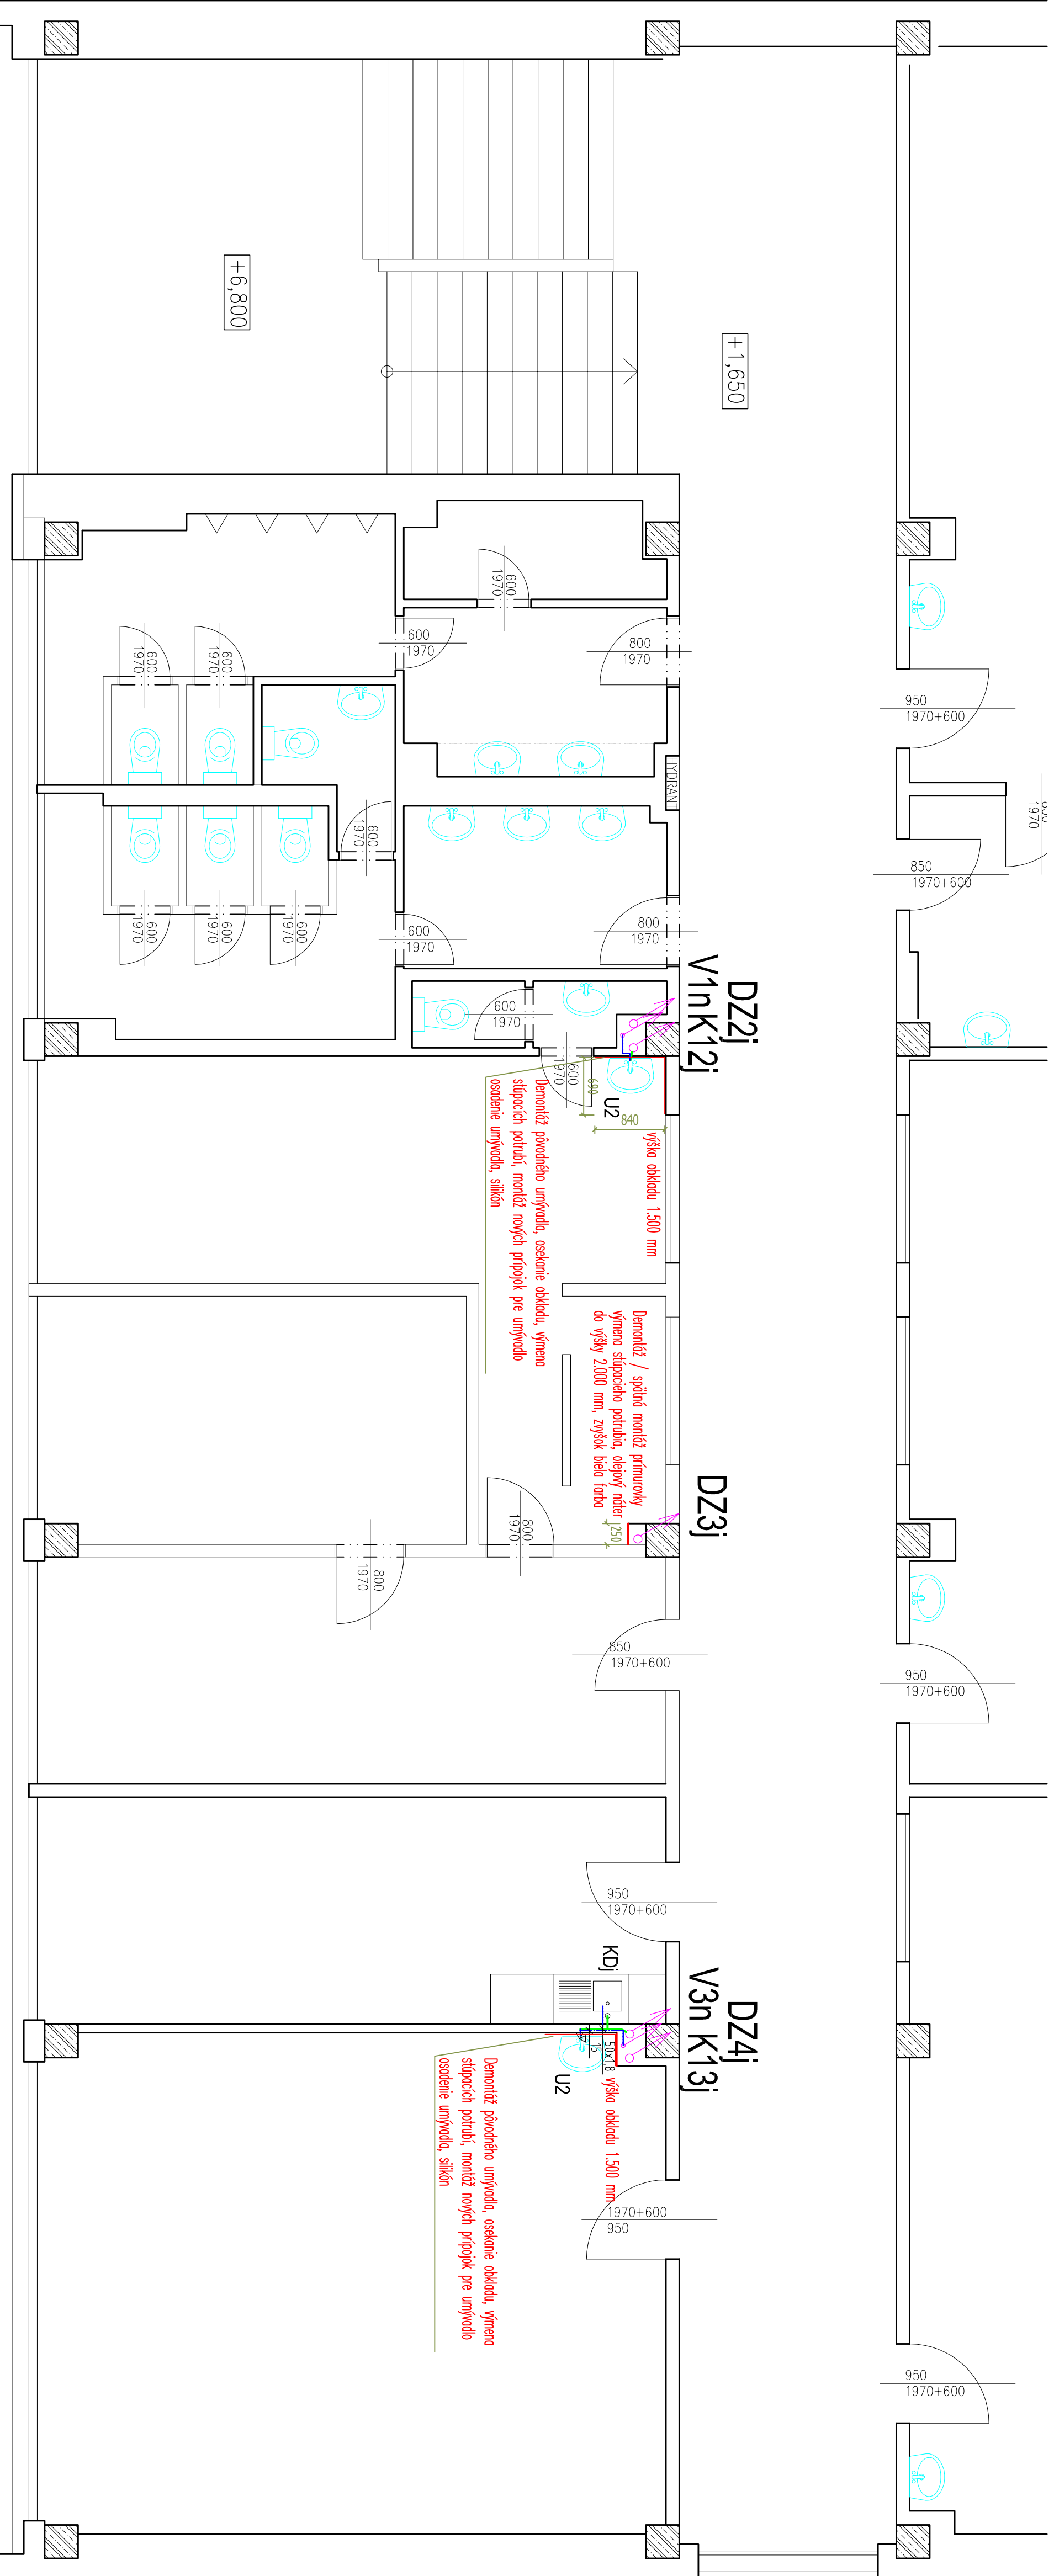 +6,800
+1,650
600
1970
800
1970
600
1970
950
1970+600
600
1970
600
1970
HYDRANT
1970
850
1970+600
600
1970
600
1970
800
1970
600
1970
600
1970
600
1970
DZ2j
V1nK12j
600
1970
600
1970
690
U2
840
výška obkladu 1.500 mm
Demontáž pôvodného umývadla, osekanie obkladu, výmena
stúpacích potrubí, montáž nových prípojok pre umývadlo
osadenie umývadla, silikón
Demontáž / spätná montáž prímurovky
výmena stúpacieho potrubia, olejový náter
do výšky 2.000 mm, zvyšok biela farba
DZ3j
250
800
1970
800
1970
850
1970+600
950
1970+600
950
1970+600
KDj
DZ4j
V3n K13j
50x1,8
15
U2
výška obkladu 1.500 mm
Demontáž pôvodného umývadla, osekanie obkladu, výmena
stúpacích potrubí, montáž nových prípojok pre umývadlo
osadenie umývadla, silikón
1970+600
950
950
1970+600